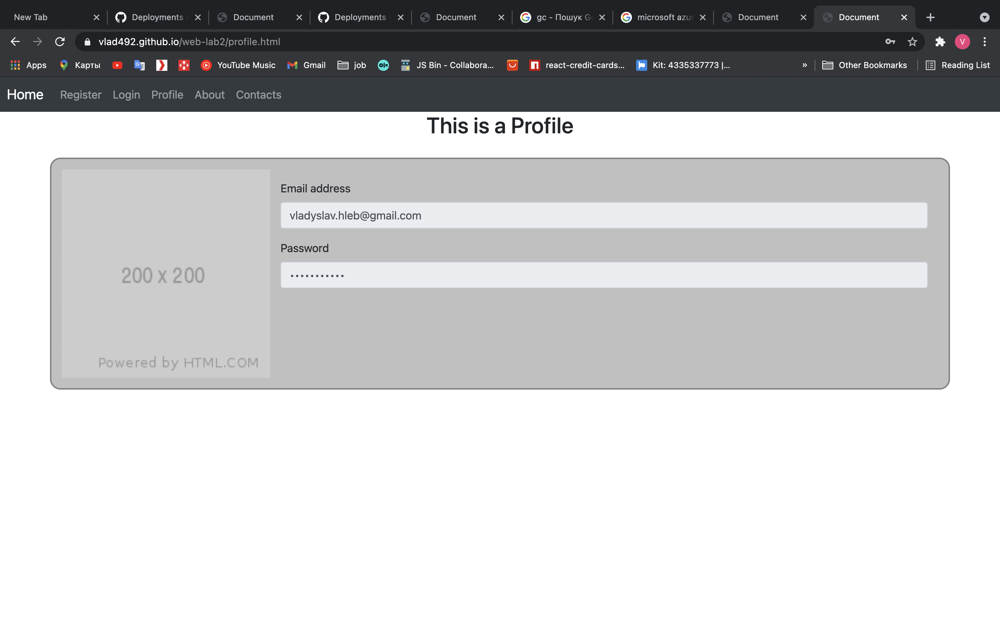 New Tab
Deployments ·
Document
Deployments ·
Document
gc - Пошук Go
microsoft azur
Document
Document
vlad492.github.io/web-lab2/profile.html
V
Apps
Карты
YouTube Music
Gmail
job
JS Bin - Collabora...
react-credit-cards...
Kit: 4335337773 |...
»
Other Bookmarks
Reading List
Home Register Login Profile About Contacts
This is a Profile
Email address
vladyslav.hleb@gmail.com
Password
200 x 200
Powered by HTML.COM